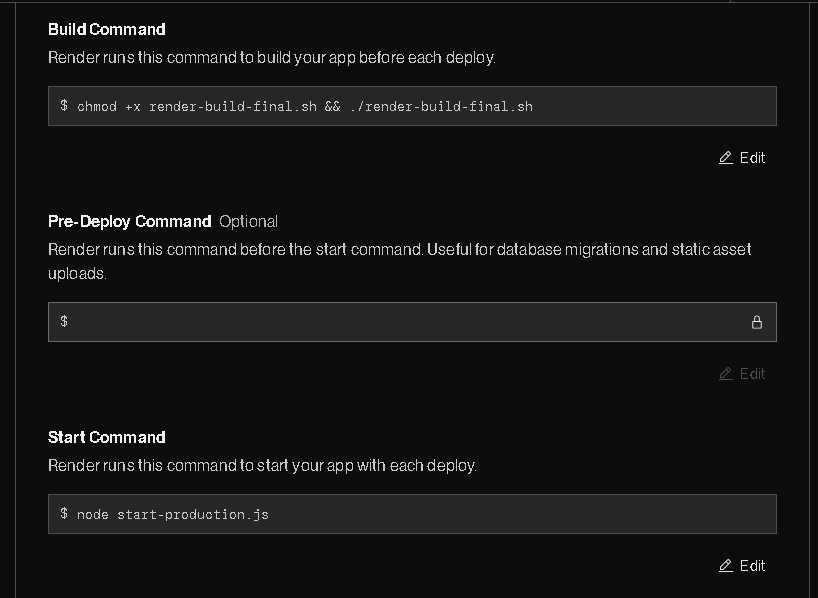 Build Command
Render runs this command to build your app before each deploy.
$ chmod +x render-build-final.sh && ./render-build-final.sh
Edit
Pre-Deploy Command Optional
Render runs this command before the start command. Useful for database migrations and static asset
uploads.
$
Edit
Start Command
Render runs this command to start your app with each deploy.
$ node start-production.js
Edit